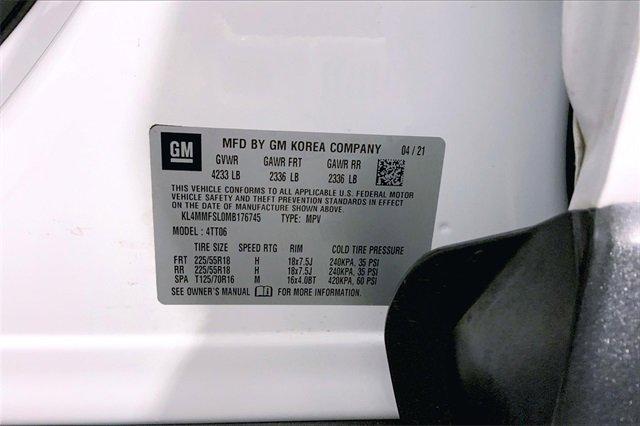 GM
MFD BY GM KOREA COMPANY 04 / 21
GVWR GAWR FRT GAWR RR
4233 LB 2336 LB 2336 LB
THIS VEHICLE CONFORMS TO ALL APPLICABLE U.S. FEDERAL MOTOR
VEHICLE SAFETY, BUMPER, AND THEFT PREVENTION STANDARDS IN EFFECT ON
THE DATE OF MANUFACTURE SHOWN ABOVE.
KL4MMFSL0MB176745 TYPE: MPV
MODEL : 4TT06
TIRE SIZE SPEED RTG RIM COLD TIRE PRESSURE
FRT 225/55R18 H 18x7.5J 240KPA, 35 PSI
RR 225/55R18 H 18x7.5J 240KPA, 35 PSI
SPA T125/70R16 M 16x4.0BT 420KPA, 60 PSI
SEE OWNER'S MANUAL FOR MORE INFORMATION.